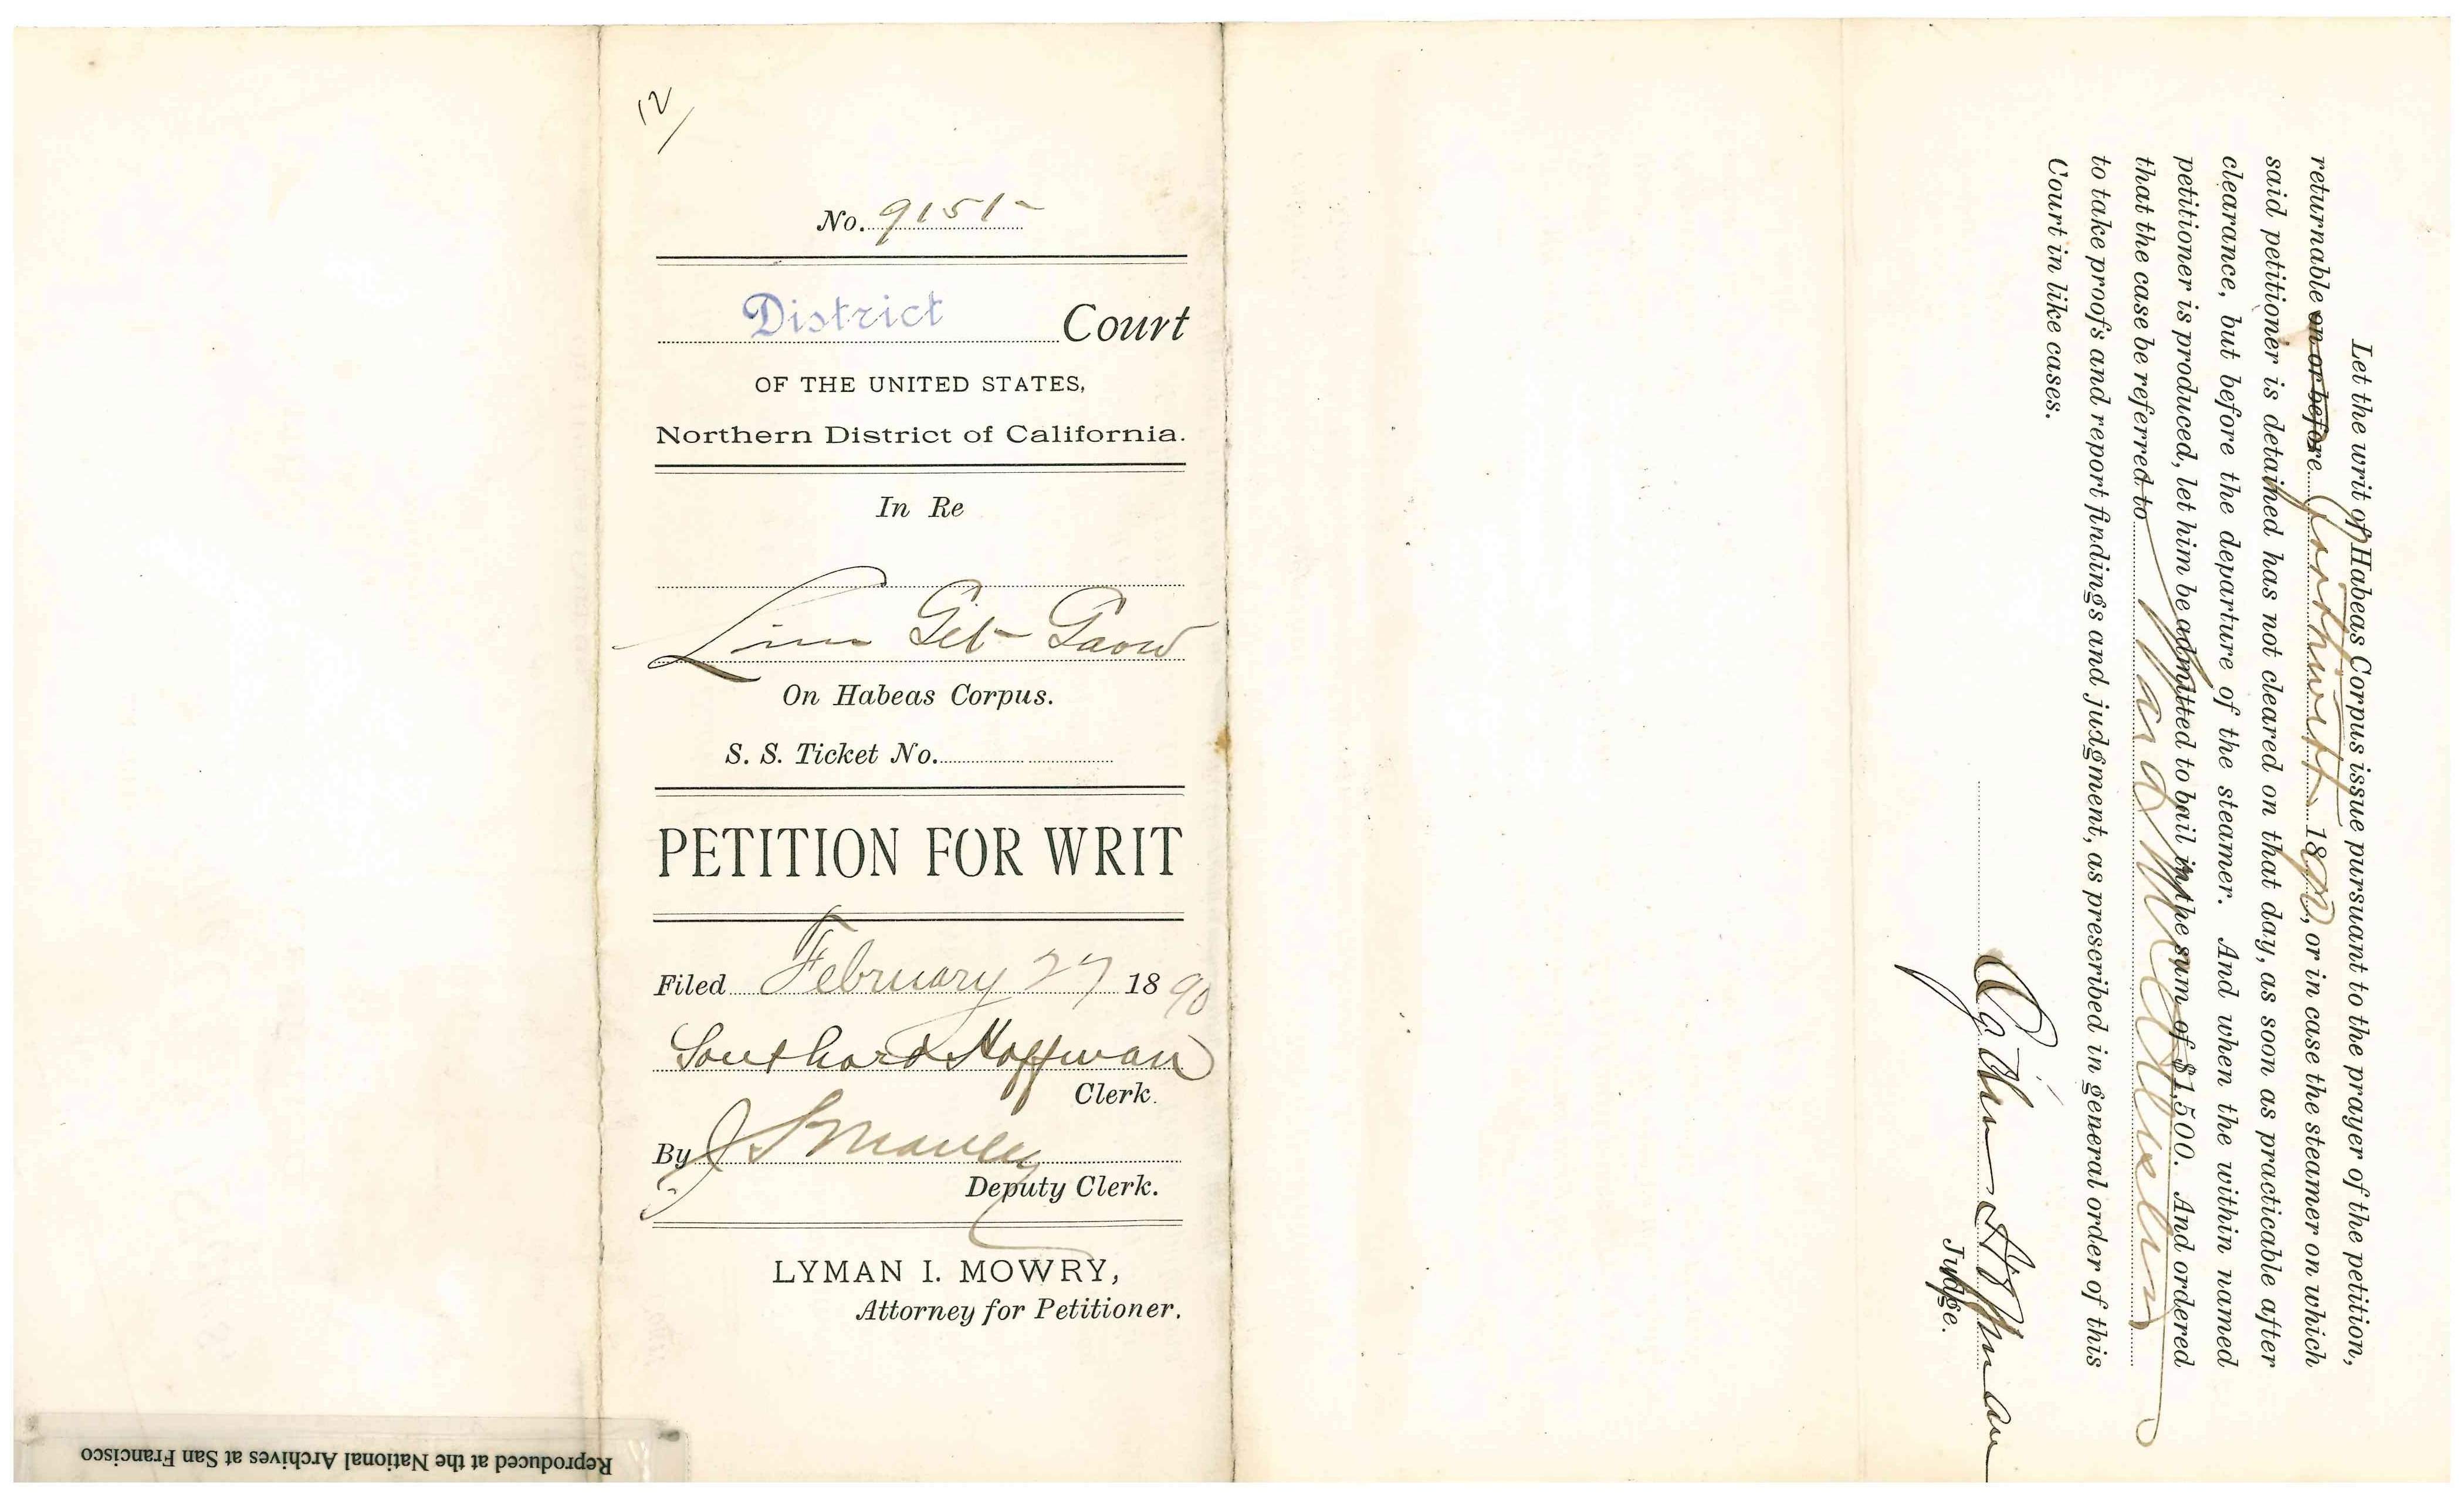 12/
No. 9151
District Court
OF THE UNITED STATES,
Northern District of California.
In Re
Lim Get Gaow
On Habeas Corpus.
S. S. Ticket No.
PETITION FOR WRIT
Filed February 27 1890
Southard Hoffman
Clerk.
By J S Manley
Deputy Clerk.
LYMAN I. MOWRY,
Attorney for Petitioner.
Let the writ of Habeas Corpus issue pursuant to the prayer of the petition,
returnable on or before forthwith 1890, or in case the steamer on which
said petitioner is detained has not cleared on that day, as soon as practicable after
clearance, but before the departure of the steamer. And when the within named
petitioner is produced, let him be admitted to bail in the sum of $1,500. And ordered
that the case be referred to
to take proofs and report findings and judgment, as prescribed in general order of this
Court in like cases.
Ogden Hoffman
Judge.
Reproduced at the National Archives at San Francisco